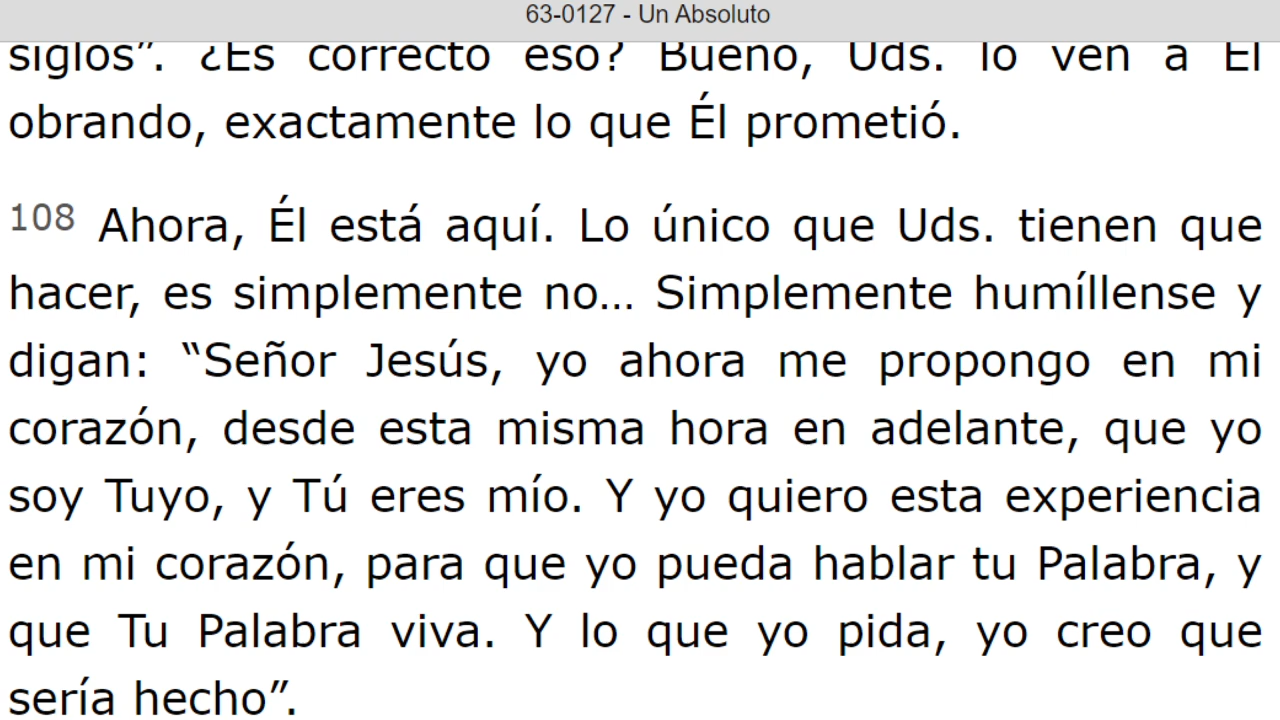 63-0127 - Un Absoluto
siglos”. ¿Es correcto eso? Bueno, Uds. lo ven a Él
obrando, exactamente lo que Él prometió.
108 Ahora, Él está aquí. Lo único que Uds. tienen que
hacer, es simplemente no… Simplemente humíllense y
digan: “Señor Jesús, yo ahora me propongo en mi
corazón, desde esta misma hora en adelante, que yo
soy Tuyo, y Tú eres mío. Y yo quiero esta experiencia
en mi corazón, para que yo pueda hablar tu Palabra, y
que Tu Palabra viva. Y lo que yo pida, yo creo que
sería hecho”.